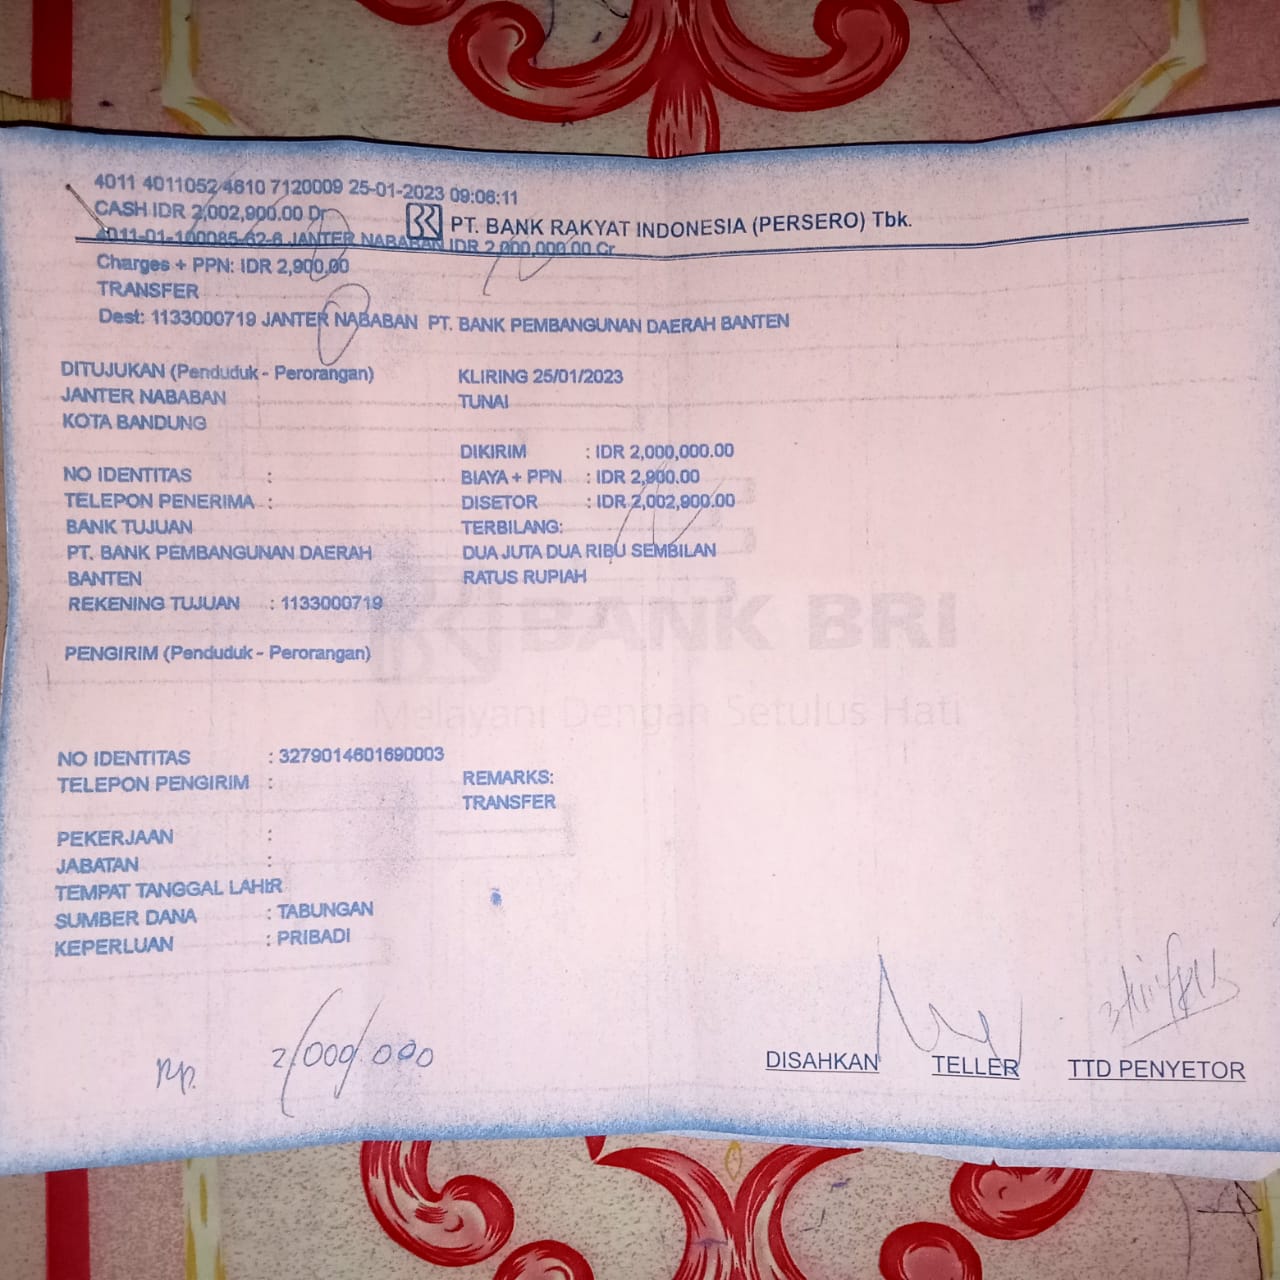 4011 4011052 4610 7120009 25-01-2023 09:06:11
CASH IDR 2,002,900.00 Dr
PT. BANK RAKYAT INDONESIA (PERSERO) Tbk.
4011-01-100085-62-6 JANTER NABABAN IDR 2,000,000.00 Cr
Charges + PPN: IDR 2,900.00
TRANSFER
Dest: 1133000719 JANTER NABABAN PT. BANK PEMBANGUNAN DAERAH BANTEN
DITUJUKAN (Penduduk - Perorangan)
JANTER NABABAN
KOTA BANDUNG
NO IDENTITAS :
TELEPON PENERIMA :
BANK TUJUAN
PT. BANK PEMBANGUNAN DAERAH
BANTEN
REKENING TUJUAN : 1133000719
KLIRING 25/01/2023
TUNAI
DIKIRIM : IDR 2,000,000.00
BIAYA + PPN : IDR 2,900.00
DISETOR : IDR 2,002,900.00
TERBILANG:
DUA JUTA DUA RIBU SEMBILAN
RATUS RUPIAH
BANK BRI
Melayani Dengan Setulus Hati
PENGIRIM (Penduduk - Perorangan)
NO IDENTITAS : 3279014601690003
TELEPON PENGIRIM :
REMARKS:
TRANSFER
PEKERJAAN :
JABATAN :
TEMPAT TANGGAL LAHIR
SUMBER DANA : TABUNGAN
KEPERLUAN : PRIBADI
Rp. 2.000.000
DISAHKAN TELLER TTD PENYETOR